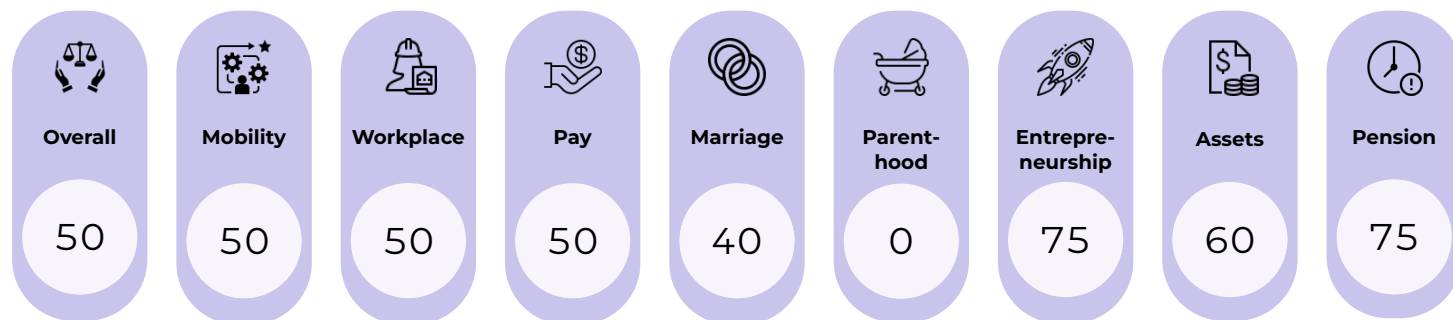 Overall
50
Mobility
50
Workplace
50
$
Pay
50
Marriage
40
Parent-
hood
0
Entrepre-
neurship
75
$
Assets
60
!
Pension
75